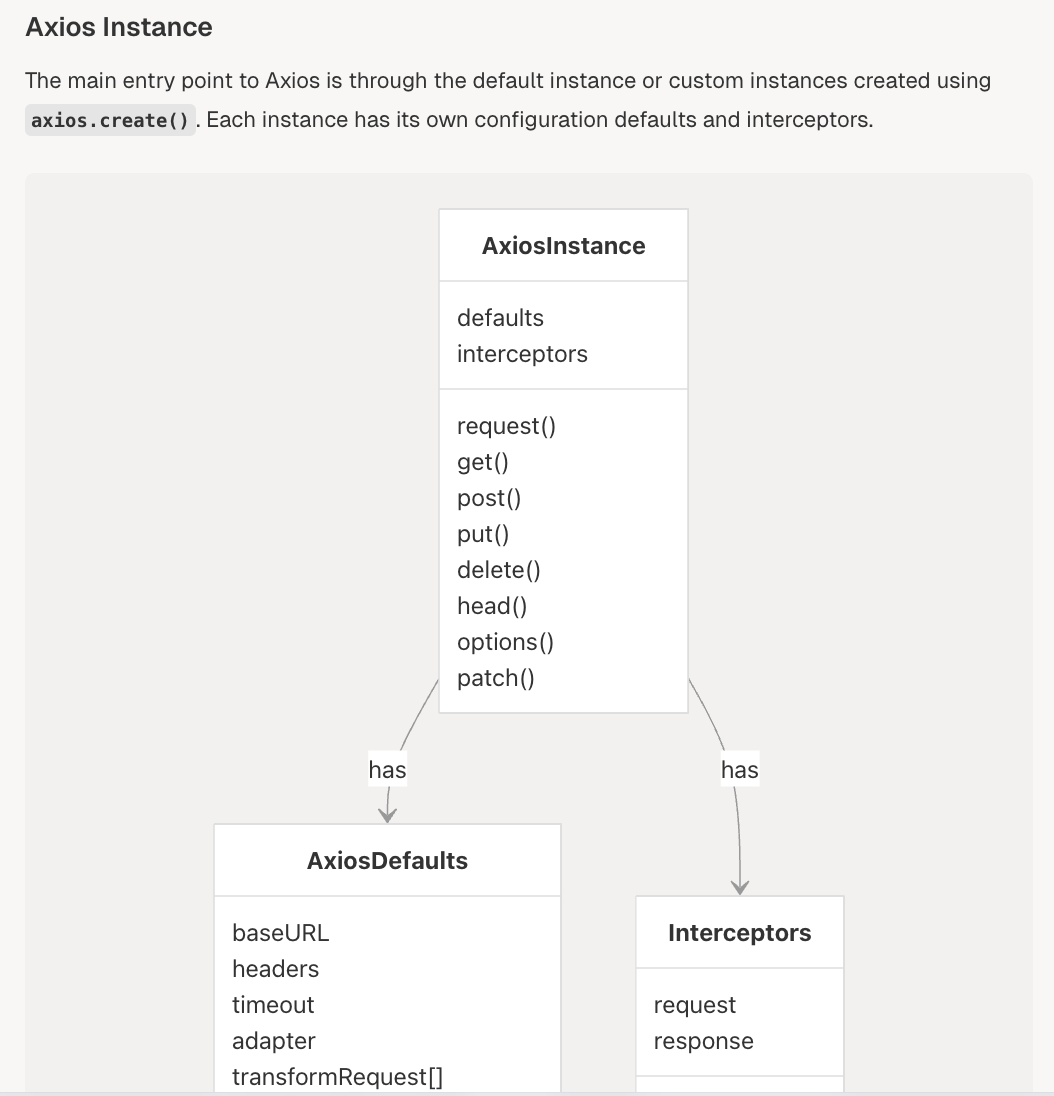 Axios Instance
The main entry point to Axios is through the default instance or custom instances created using
axios.create(). Each instance has its own configuration defaults and interceptors.
AxiosInstance
defaults
interceptors
request()
get()
post()
put()
delete()
head()
options()
patch()
has
has
AxiosDefaults
baseURL
headers
timeout
adapter
transformRequest[]
Interceptors
request
response